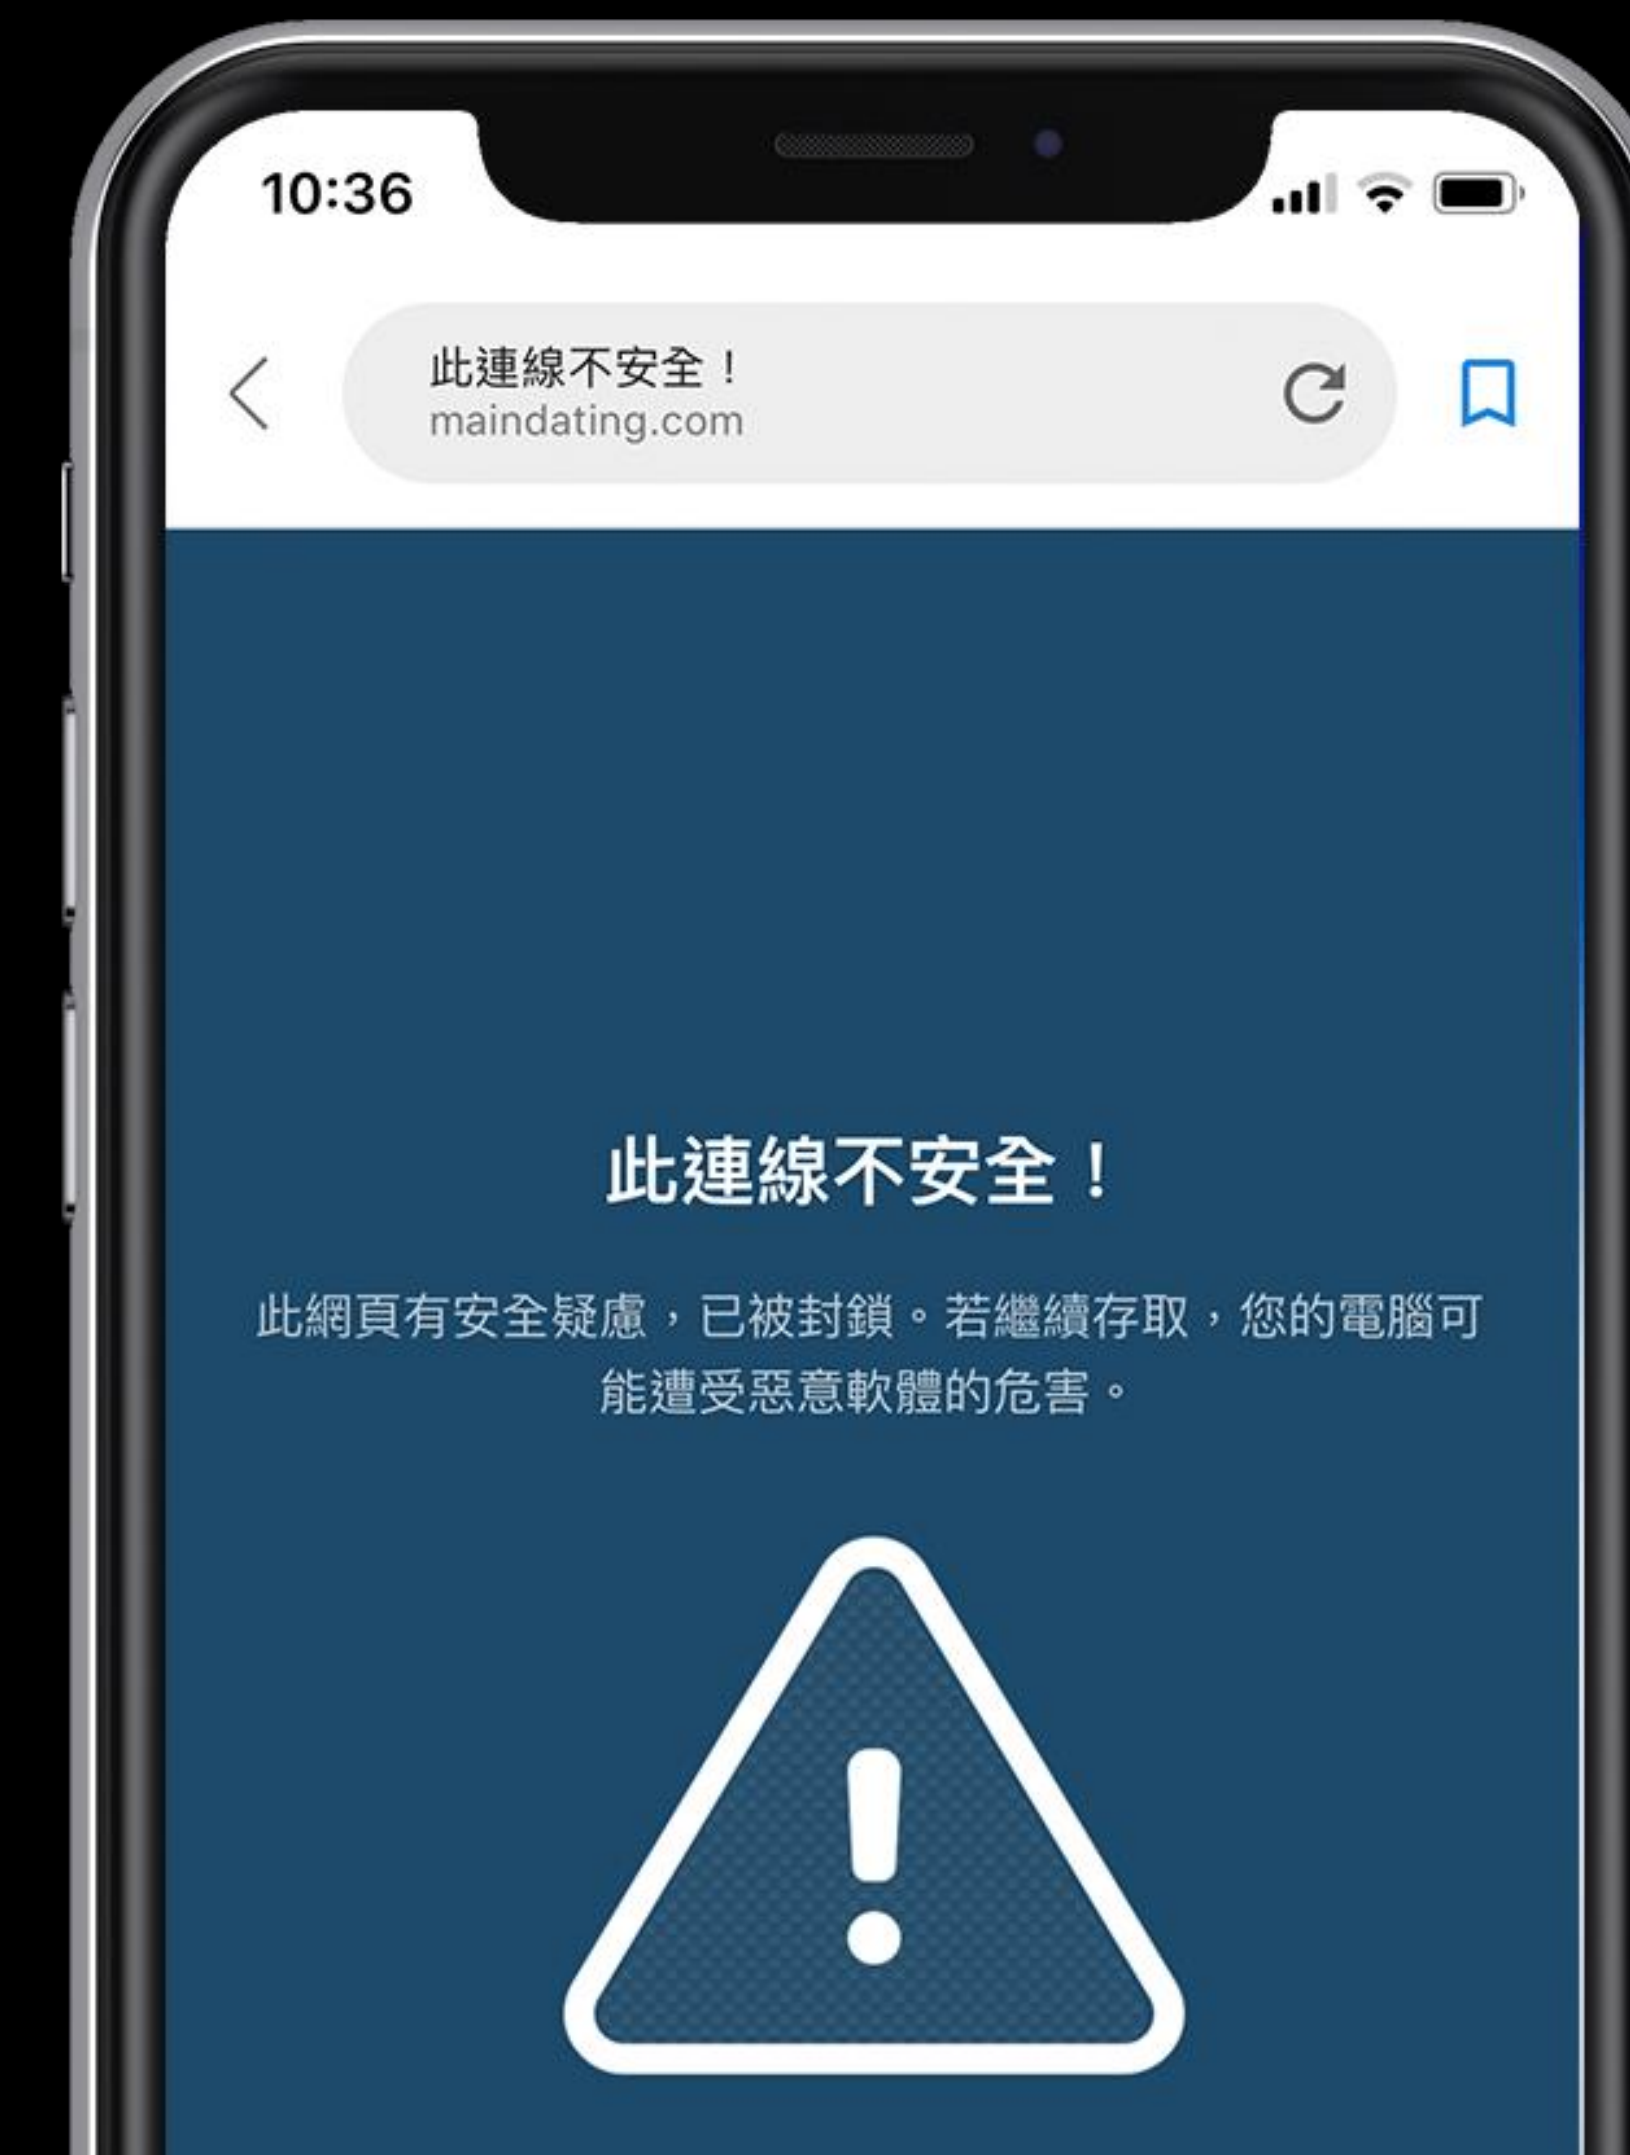 10:36
此連線不安全！
maindating.com
此連線不安全！
此網頁有安全疑慮，已被封鎖。若繼續存取，您的電腦可
能遭受惡意軟體的危害。